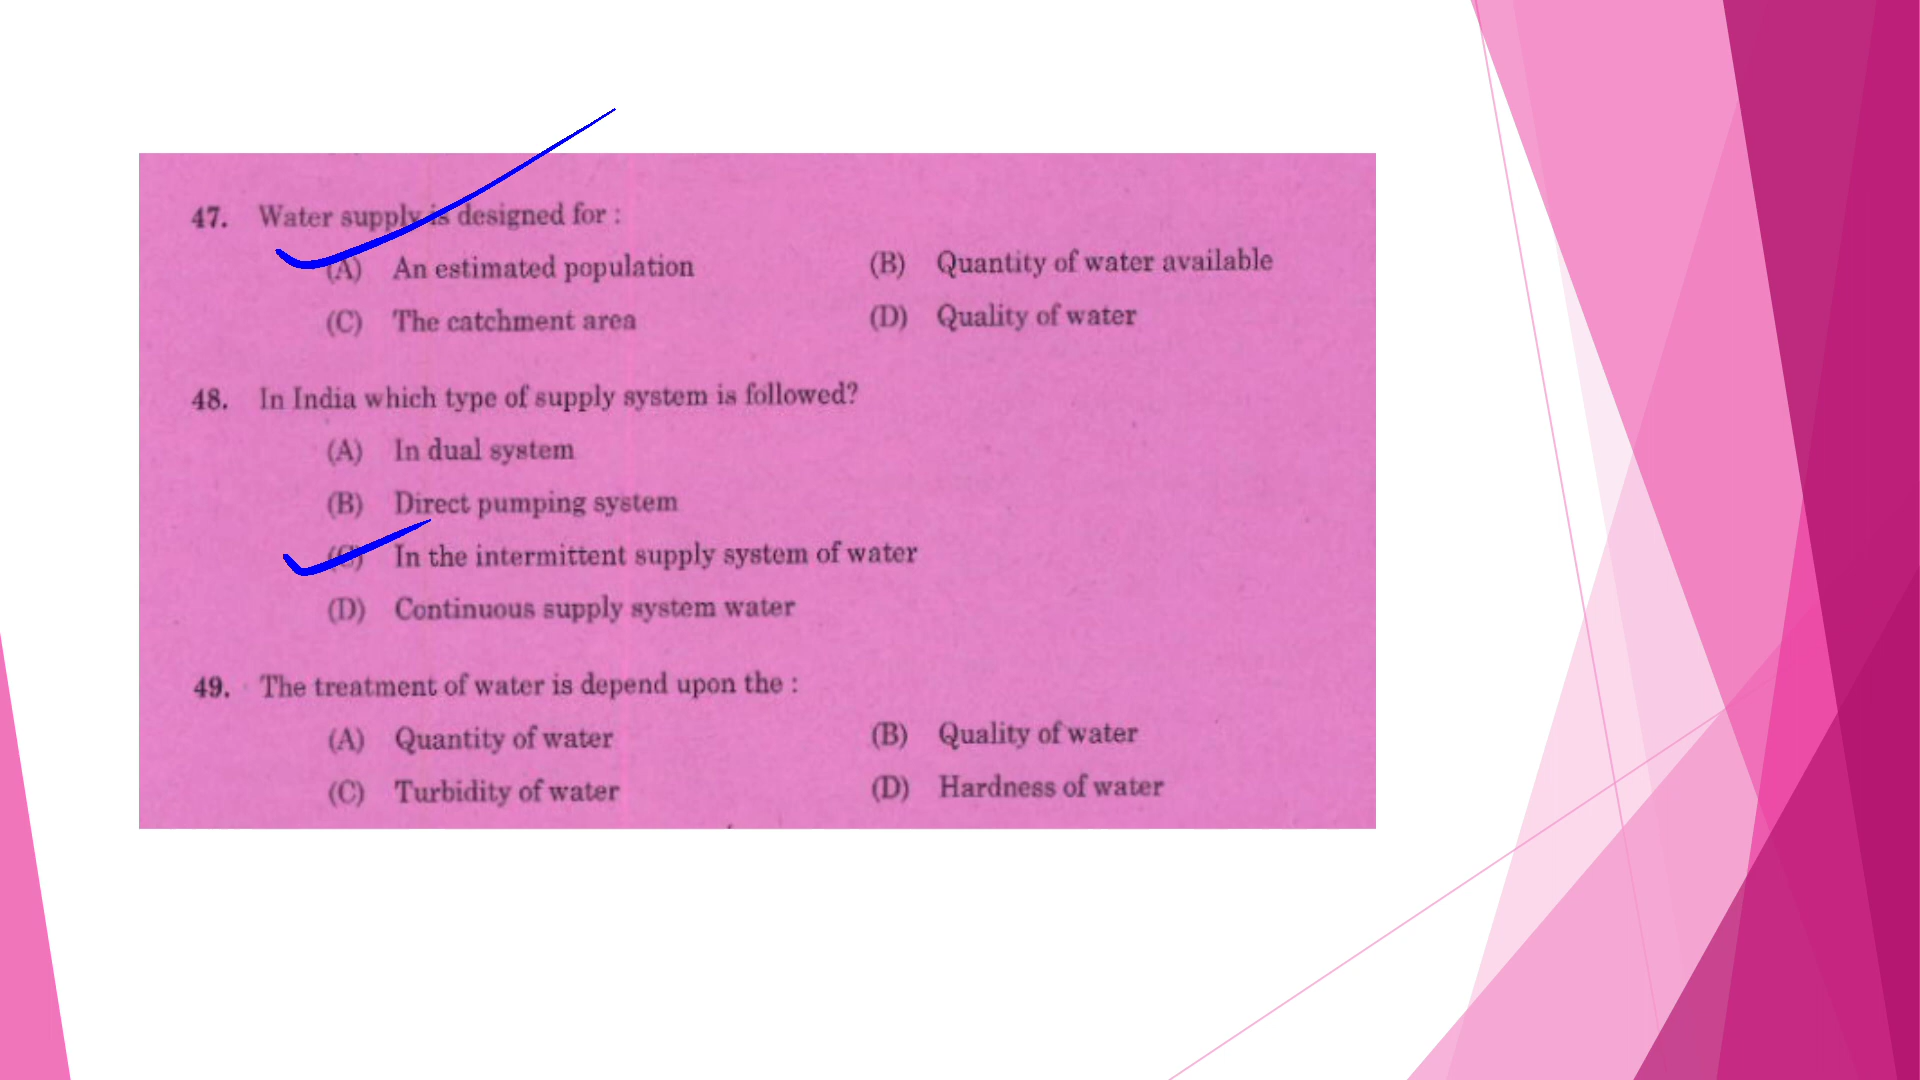 47. Water supply is designed for :
(A) An estimated population (B) Quantity of water available
(C) The catchment area (D) Quality of water
48. In India which type of supply system is followed?
(A) In dual system
(B) Direct pumping system
(C) In the intermittent supply system of water
(D) Continuous supply system water
49. The treatment of water is depend upon the :
(A) Quantity of water (B) Quality of water
(C) Turbidity of water (D) Hardness of water